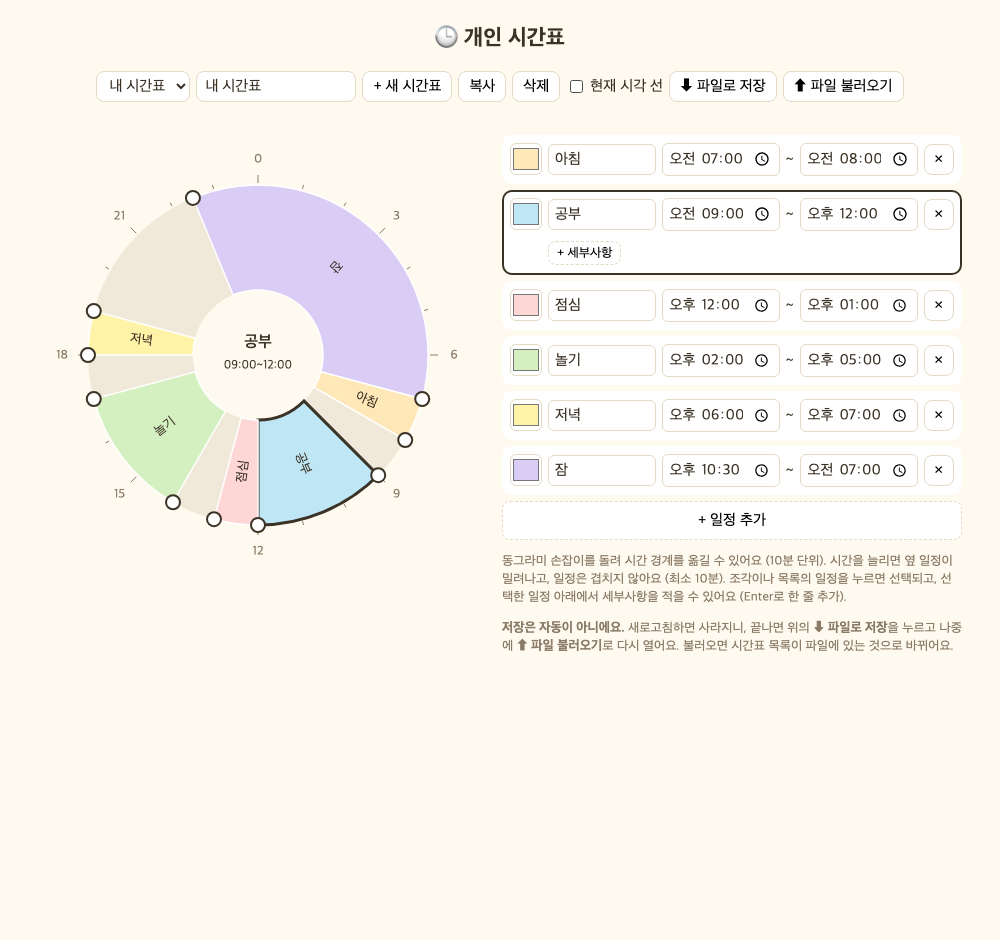 🕒 개인 시간표
내 시간표 내 시간표 + 새 시간표 복사 삭제 현재 시각 선 ⬇ 파일로 저장 ⬆ 파일 불러오기
0
3
6
9
12
15
18
21
잠
아침
공부
점심
놀기
저녁
공부
09:00~12:00
아침 오전 07:00 ~ 오전 08:00 ×
공부 오전 09:00 ~ 오후 12:00 ×
+ 세부사항
점심 오후 12:00 ~ 오후 01:00 ×
놀기 오후 02:00 ~ 오후 05:00 ×
저녁 오후 06:00 ~ 오후 07:00 ×
잠 오후 10:30 ~ 오전 07:00 ×
+ 일정 추가
동그라미 손잡이를 돌려 시간 경계를 옮길 수 있어요 (10분 단위). 시간을 늘리면 옆 일정이
밀려나고, 일정은 겹치지 않아요 (최소 10분). 조각이나 목록의 일정을 누르면 선택되고, 선
택한 일정 아래에서 세부사항을 적을 수 있어요 (Enter로 한 줄 추가).
저장은 자동이 아니에요. 새로고침하면 사라지니, 끝나면 위의 ⬇ 파일로 저장을 누르고 나중
에 ⬆ 파일 불러오기로 다시 열어요. 불러오면 시간표 목록이 파일에 있는 것으로 바뀌어요.